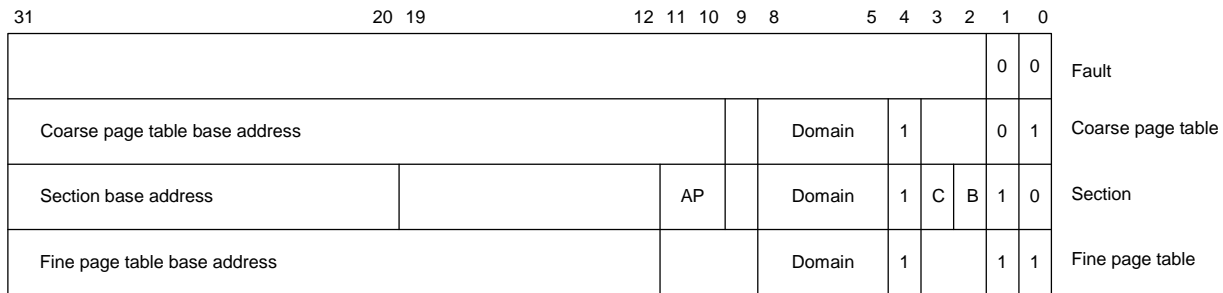 31 20 19 12 11 10 9 8 5 4 3 2 1 0
0 0 Fault
Coarse page table base address Domain 1 0 1 Coarse page table
Section base address AP Domain 1 C B 1 0 Section
Fine page table base address Domain 1 1 1 Fine page table